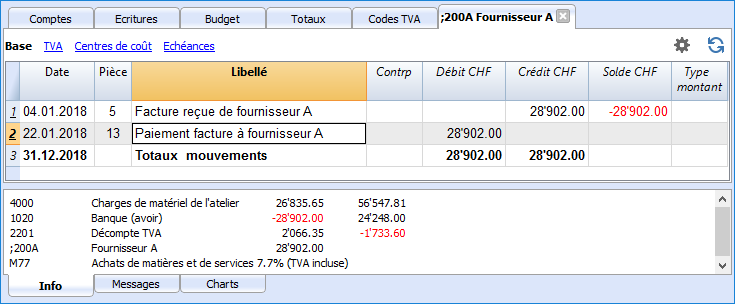 Comptes Ecritures Budget Totaux Codes TVA ;200A Fournisseur A
Base TVA Centres de coût Echéances
Date Pièce Libellé Contrp Débit CHF Crédit CHF Solde CHF Type montant
1 04.01.2018 5 Facture reçue de fournisseur A 28'902.00 -28'902.00
2 22.01.2018 13 Paiement facture à fournisseur A 28'902.00
3 31.12.2018 Totaux mouvements 28'902.00 28'902.00
4000 Charges de matériel de l'atelier 26'835.65 56'547.81
1020 Banque (avoir) -28'902.00 24'248.00
2201 Décompte TVA 2'066.35 -1'733.60
;200A Fournisseur A 28'902.00
M77 Achats de matières et de services 7.7% (TVA incluse)
Info Messages Charts